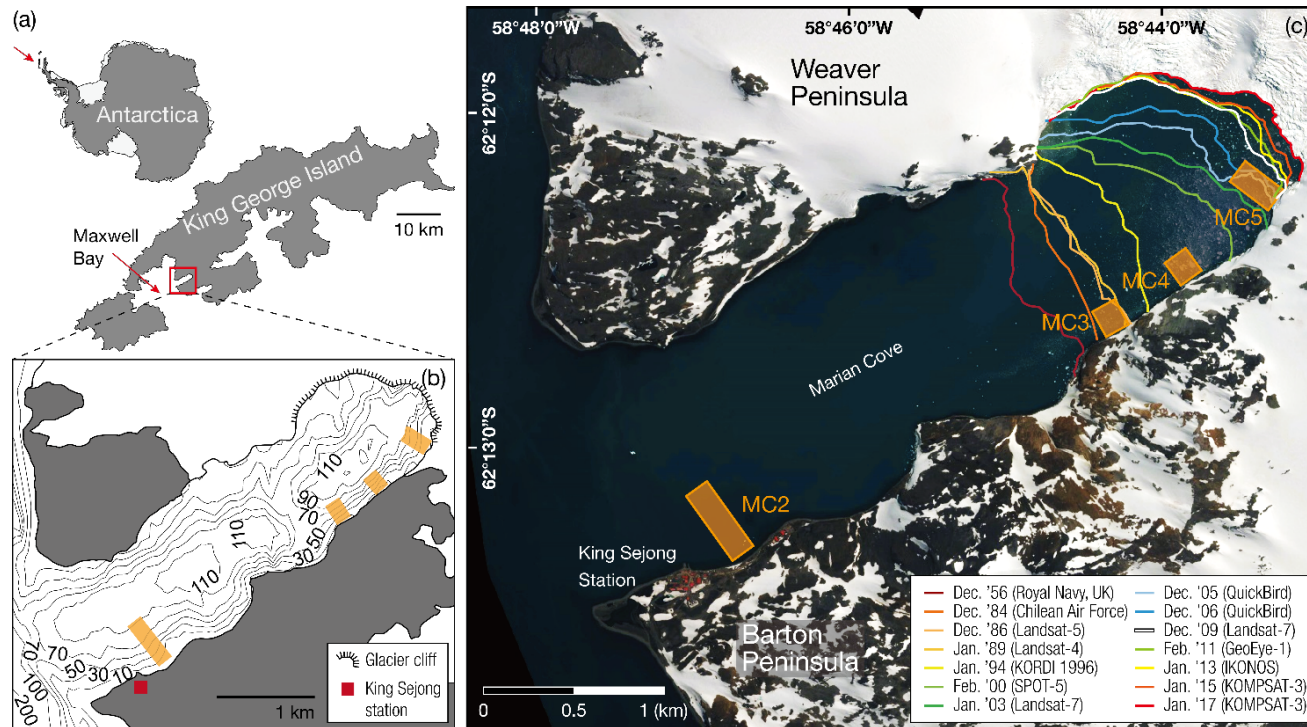 (a)
Antarctica
King George Island
10 km
Maxwell
Bay
(b)
110
90
70
50
30
110
110
70
50
30
10
70
100
200
Glacier cliff
King Sejong
station
1 km
(c)
58°48'0"W
58°46'0"W
58°44'0"W
62°12'0"S
62°13'0"S
Weaver
Peninsula
MC5
MC4
MC3
Marian Cove
MC2
King Sejong
Station
Barton
Peninsula
0 0.5 1 (km)
Dec. '56 (Royal Navy, UK)
Dec. '84 (Chilean Air Force)
Dec. '86 (Landsat-5)
Jan. '89 (Landsat-4)
Jan. '94 (KORDI 1996)
Feb. '00 (SPOT-5)
Jan. '03 (Landsat-7)
Dec. '05 (QuickBird)
Dec. '06 (QuickBird)
Dec. '09 (Landsat-7)
Feb. '11 (GeoEye-1)
Jan. '13 (IKONOS)
Jan. '15 (KOMPSAT-3)
Jan. '17 (KOMPSAT-3)